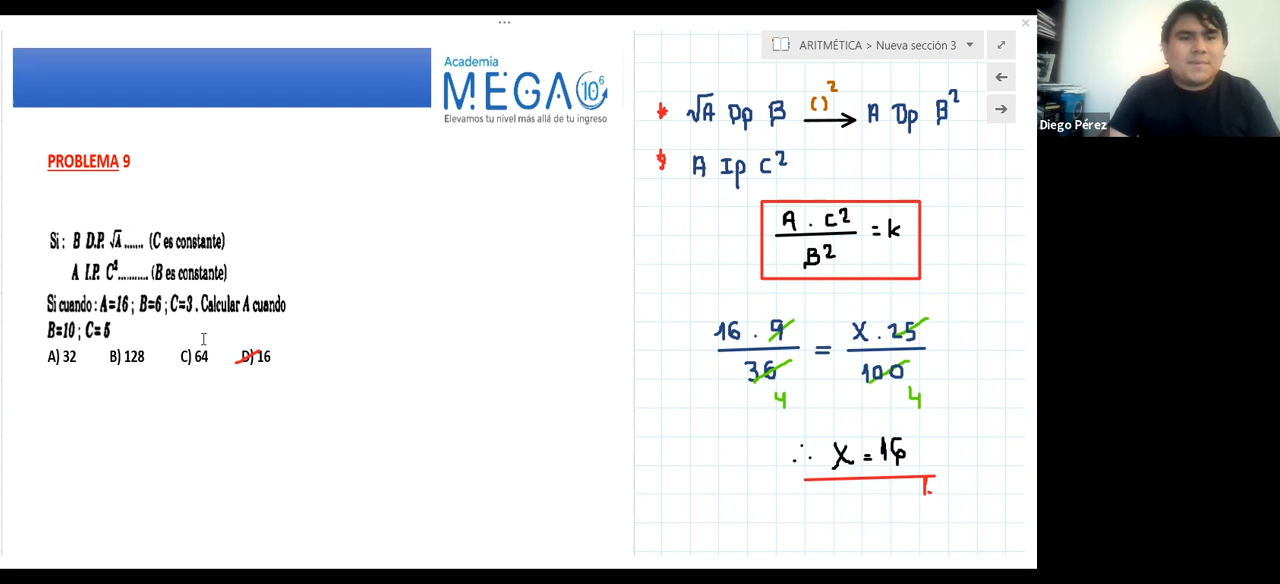 Academia
MEGA 10⁶
Elevamos tu nivel más allá de tu ingreso
PROBLEMA 9
Si : B D.P. √A ....... (C es constante)
A I.P. C² .......... (B es constante)
Si cuando : A=16 ; B=6 ; C=3 . Calcular A cuando
B=10 ; C= 5
A) 32 B) 128 C) 64 D) 16
ARITMÉTICA > Nueva sección 3
* √A Dp B ( )² → A Dp B²
* A Ip C²
A . C² / B² = k
16 . 9 / 36 = X . 25 / 100
4 4
∴ X = 16
Diego Pérez